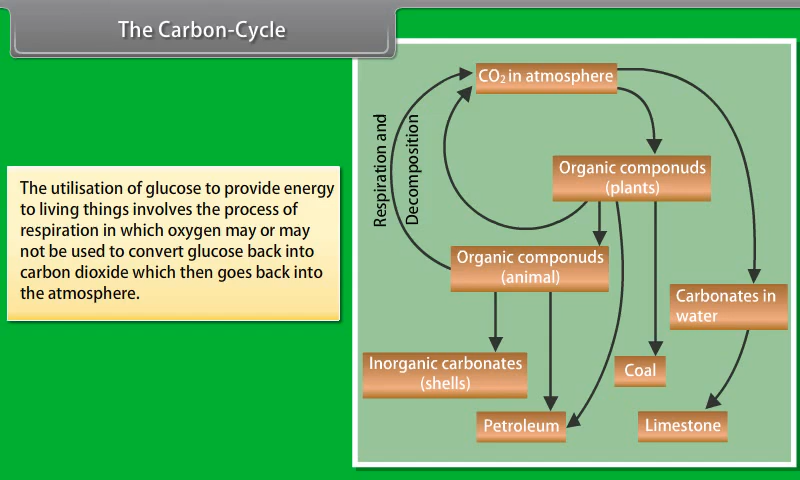 The Carbon-Cycle
The utilisation of glucose to provide energy
to living things involves the process of
respiration in which oxygen may or may
not be used to convert glucose back into
carbon dioxide which then goes back into
the atmosphere.
CO₂ in atmosphere
Respiration and
Decomposition
Organic componuds
(plants)
Organic componuds
(animal)
Carbonates in
water
Inorganic carbonates
(shells)
Coal
Petroleum
Limestone